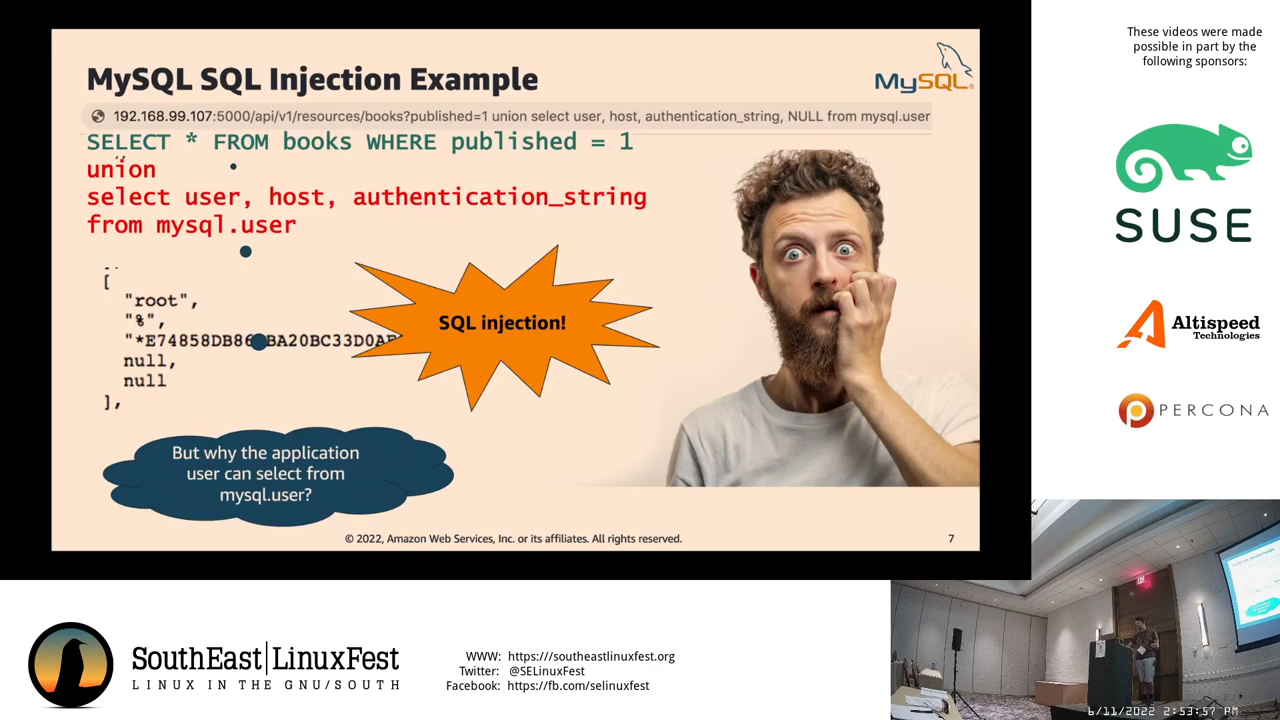 MySQL SQL Injection Example
MySQL
192.168.99.107:5000/api/v1/resources/books?published=1 union select user, host, authentication_string, NULL from mysql.user
SELECT * FROM books WHERE published = 1
union
select user, host, authentication_string
from mysql.user
[
"root",
"%",
null,
null
],
SQL injection!
But why the application
user can select from
mysql.user?
© 2022, Amazon Web Services, Inc. or its affiliates. All rights reserved.
7
These videos were made
possible in part by the
following sponsors:
SUSE
Altispeed
Technologies
PERCONA
SouthEast LinuxFest
LINUX IN THE GNU/SOUTH
WWW: https:///southeastlinuxfest.org
Twitter: @SELinuxFest
Facebook: https://fb.com/selinuxfest
6/11/2022 2:53:57 PM